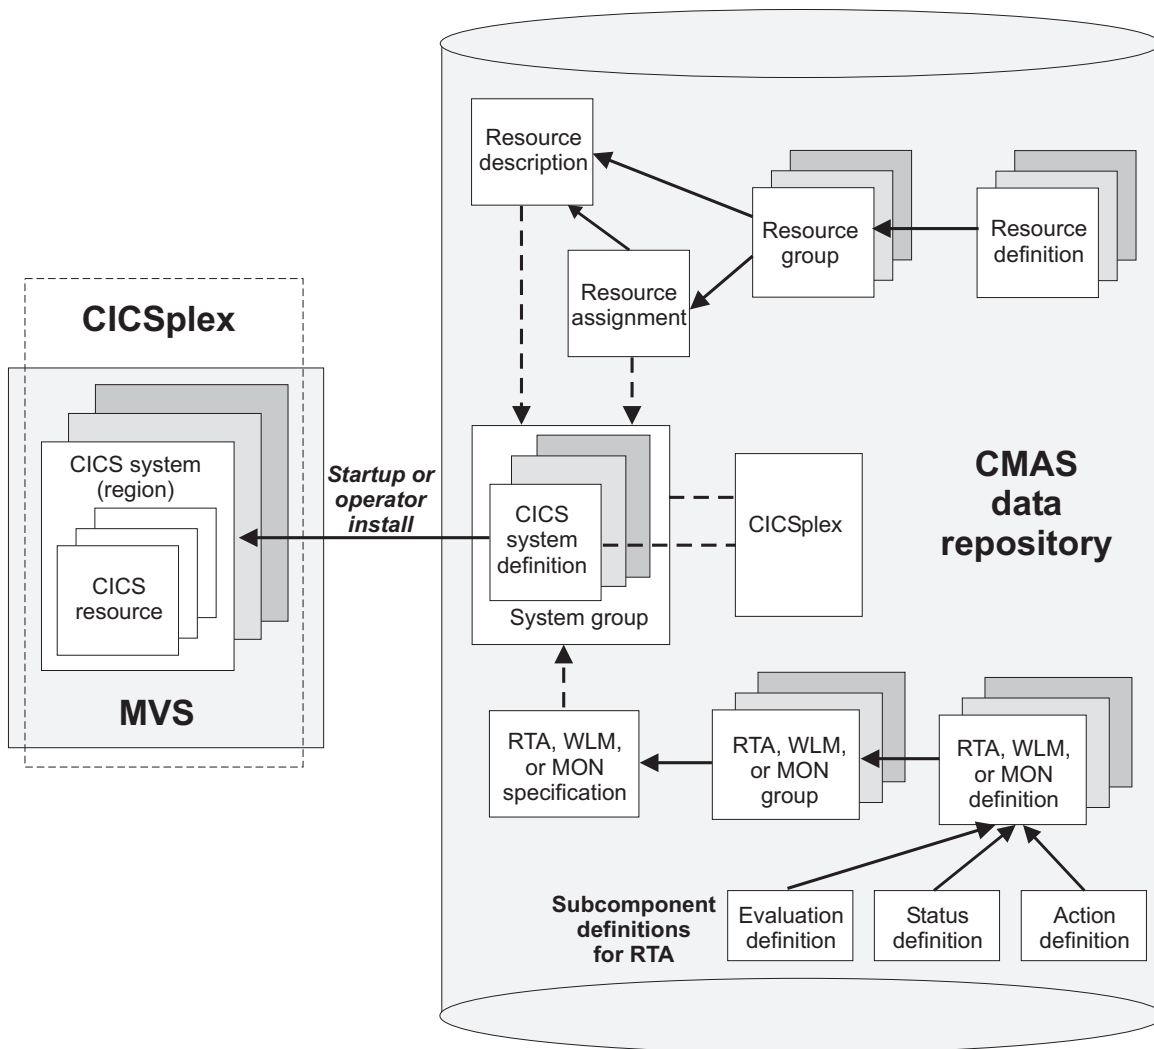 Resource
description
Resource
group
Resource
definition
Resource
assignment
CICSplex
CICS system
(region)
CICS
resource
MVS
Startup or
operator
install
CICS
system
definition
System group
CICSplex
CMAS
data
repository
RTA, WLM,
or MON
specification
RTA, WLM,
or MON
group
RTA, WLM,
or MON
definition
Subcomponent
definitions
for RTA
Evaluation
definition
Status
definition
Action
definition